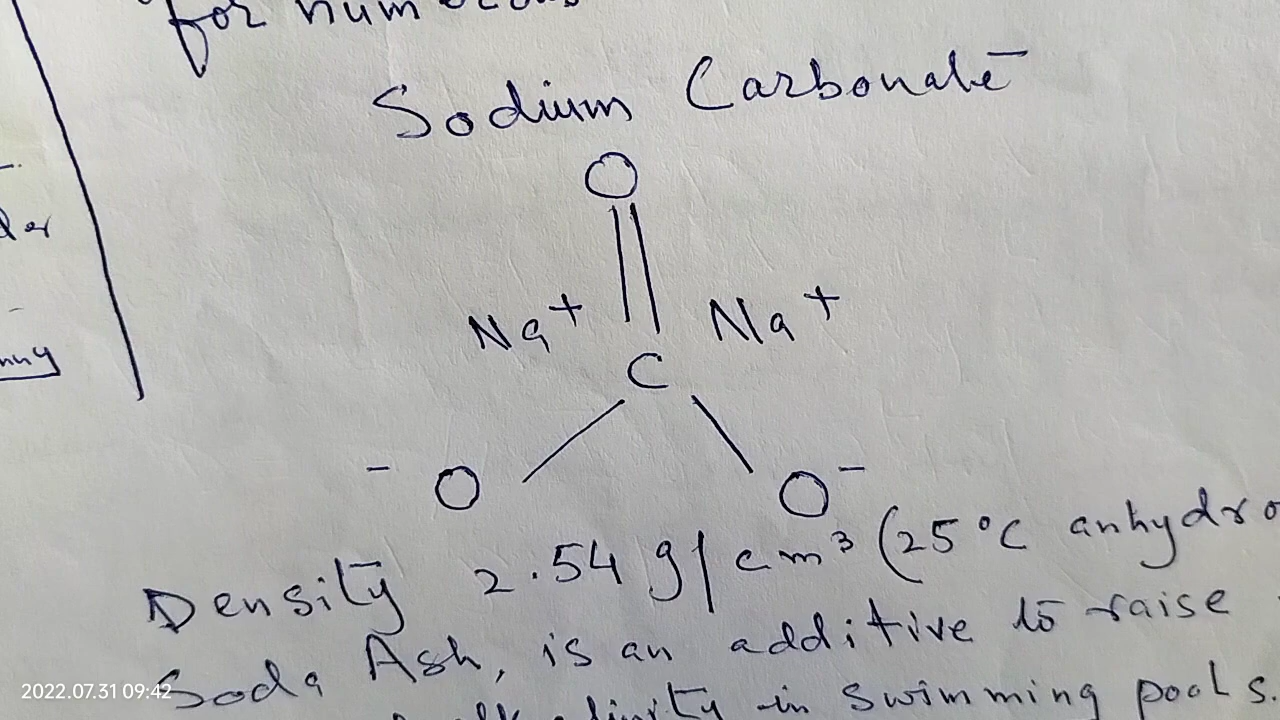 for
Sodium Carbonate
O
Na+ Na+
C
- O O-
Density 2.54 g/cm³ (25°C anhydro
Soda Ash, is an additive to raise
in swimming pools.
2022.07.31 09:42